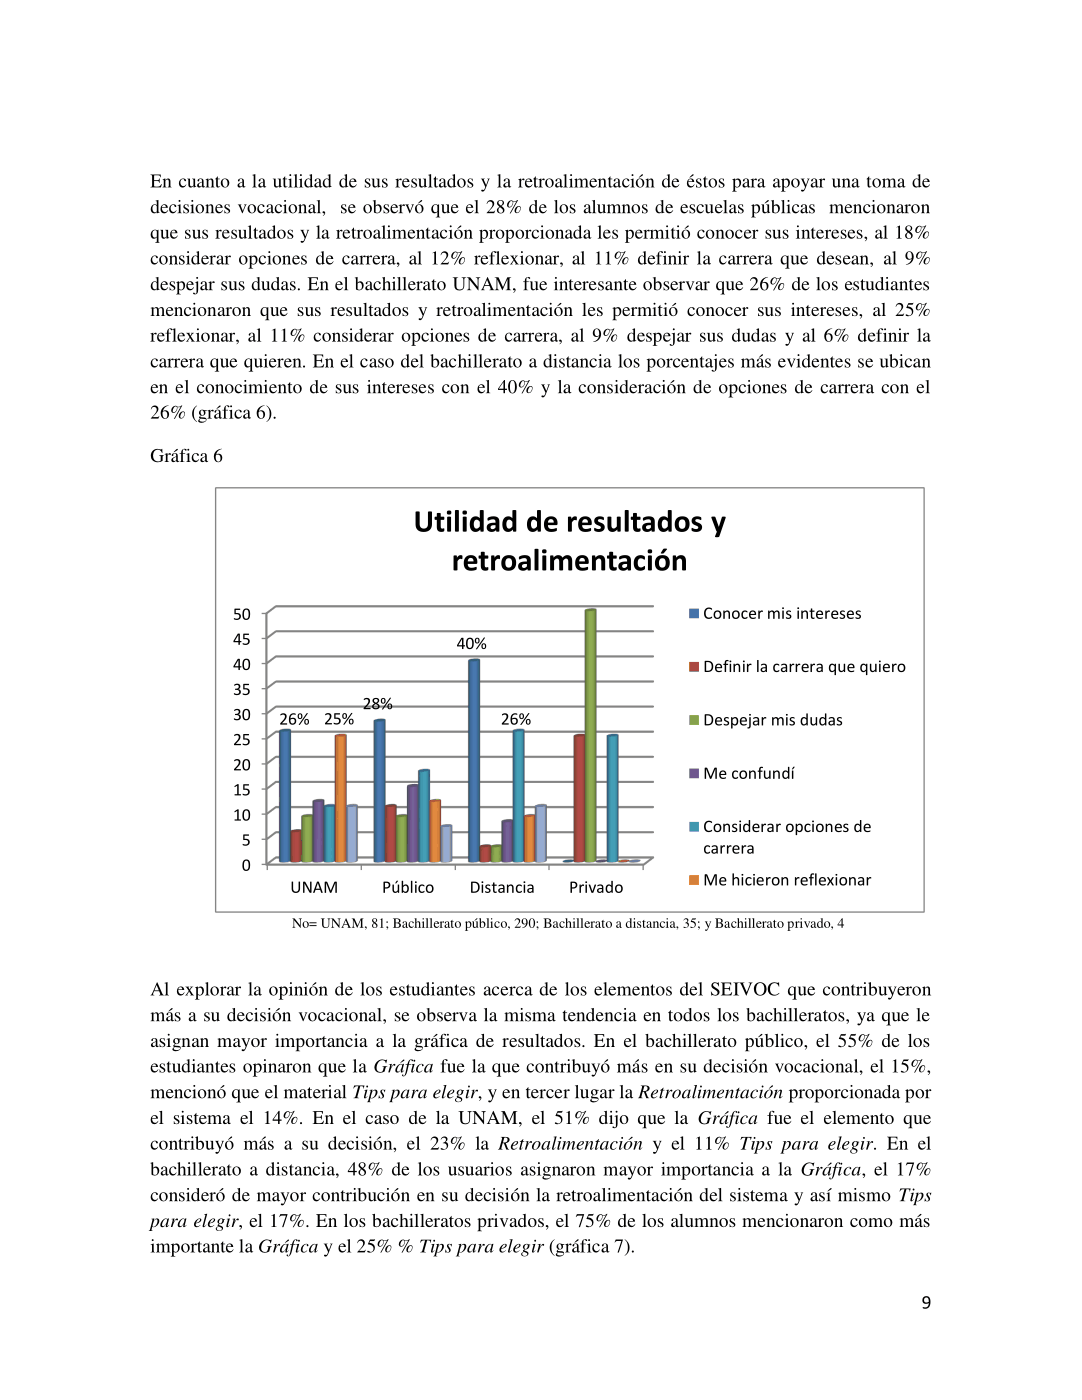 En cuanto a la utilidad de sus resultados y la retroalimentación de éstos para apoyar una toma de
decisiones vocacional, se observó que el 28% de los alumnos de escuelas públicas mencionaron
que sus resultados y la retroalimentación proporcionada les permitió conocer sus intereses, al 18%
considerar opciones de carrera, al 12% reflexionar, al 11% definir la carrera que desean, al 9%
despejar sus dudas. En el bachillerato UNAM, fue interesante observar que 26% de los estudiantes
mencionaron que sus resultados y retroalimentación les permitió conocer sus intereses, al 25%
reflexionar, al 11% considerar opciones de carrera, al 9% despejar sus dudas y al 6% definir la
carrera que quieren. En el caso del bachillerato a distancia los porcentajes más evidentes se ubican
en el conocimiento de sus intereses con el 40% y la consideración de opciones de carrera con el
26% (gráfica 6).
Gráfica 6
Utilidad de resultados y
retroalimentación
50
45
40
35
30
25
20
15
10
5
0
26%
25%
28%
40%
26%
UNAM
Público
Distancia
Privado
Conocer mis intereses
Definir la carrera que quiero
Despejar mis dudas
Me confundí
Considerar opciones de
carrera
Me hicieron reflexionar
No= UNAM, 81; Bachillerato público, 290; Bachillerato a distancia, 35; y Bachillerato privado, 4
Al explorar la opinión de los estudiantes acerca de los elementos del SEIVOC que contribuyeron
más a su decisión vocacional, se observa la misma tendencia en todos los bachilleratos, ya que le
asignan mayor importancia a la gráfica de resultados. En el bachillerato público, el 55% de los
estudiantes opinaron que la Gráfica fue la que contribuyó más en su decisión vocacional, el 15%,
mencionó que el material Tips para elegir, y en tercer lugar la Retroalimentación proporcionada por
el sistema el 14%. En el caso de la UNAM, el 51% dijo que la Gráfica fue el elemento que
contribuyó más a su decisión, el 23% la Retroalimentación y el 11% Tips para elegir. En el
bachillerato a distancia, 48% de los usuarios asignaron mayor importancia a la Gráfica, el 17%
consideró de mayor contribución en su decisión la retroalimentación del sistema y así mismo Tips
para elegir, el 17%. En los bachilleratos privados, el 75% de los alumnos mencionaron como más
importante la Gráfica y el 25% % Tips para elegir (gráfica 7).
9